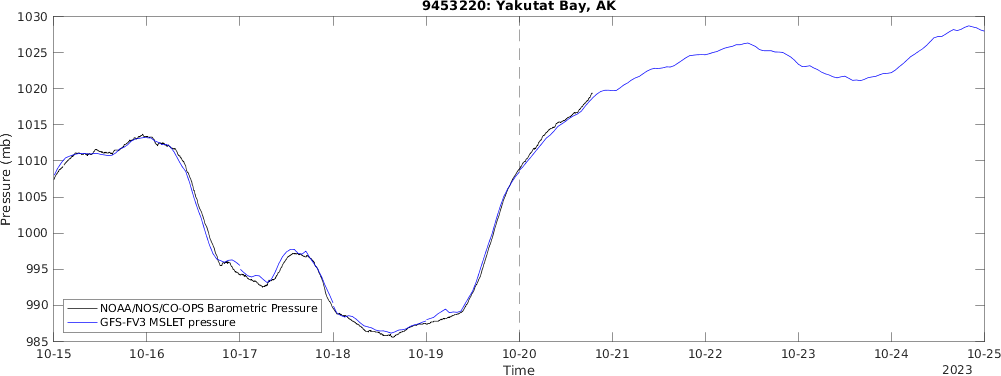 9453220: Yakutat Bay, AK
Pressure (mb)
1030
1025
1020
1015
1010
1005
1000
995
990
985
NOAA/NOS/CO-OPS Barometric Pressure
GFS-FV3 MSLET pressure
10-15 10-16 10-17 10-18 10-19 10-20 10-21 10-22 10-23 10-24 10-25
Time
2023